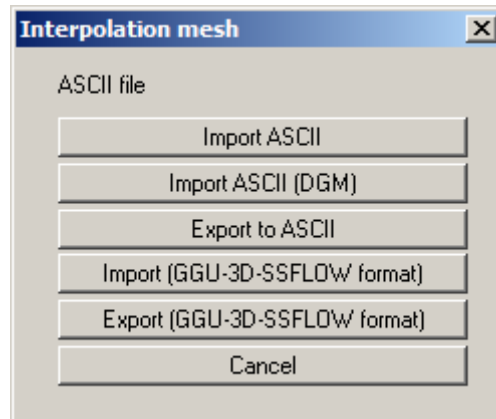 Interpolation mesh
ASCII file
Import ASCII
Import ASCII (DGM)
Export to ASCII
Import (GGU-3D-SSFLOW format)
Export (GGU-3D-SSFLOW format)
Cancel